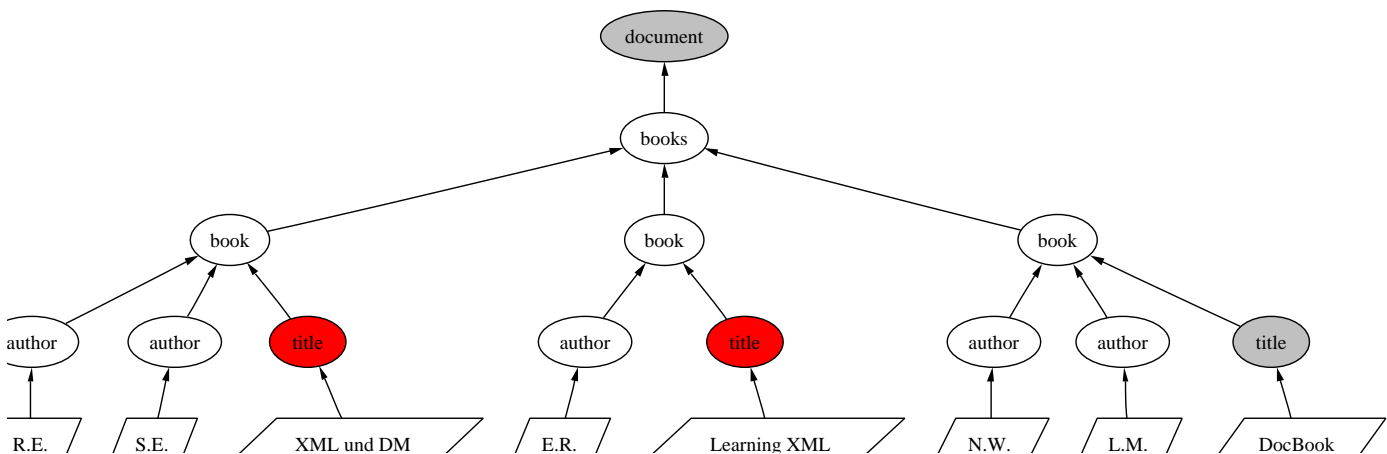 document
books
book book book
author author title author title author author title
R.E. S.E. XML und DM E.R. Learning XML N.W. L.M. DocBook